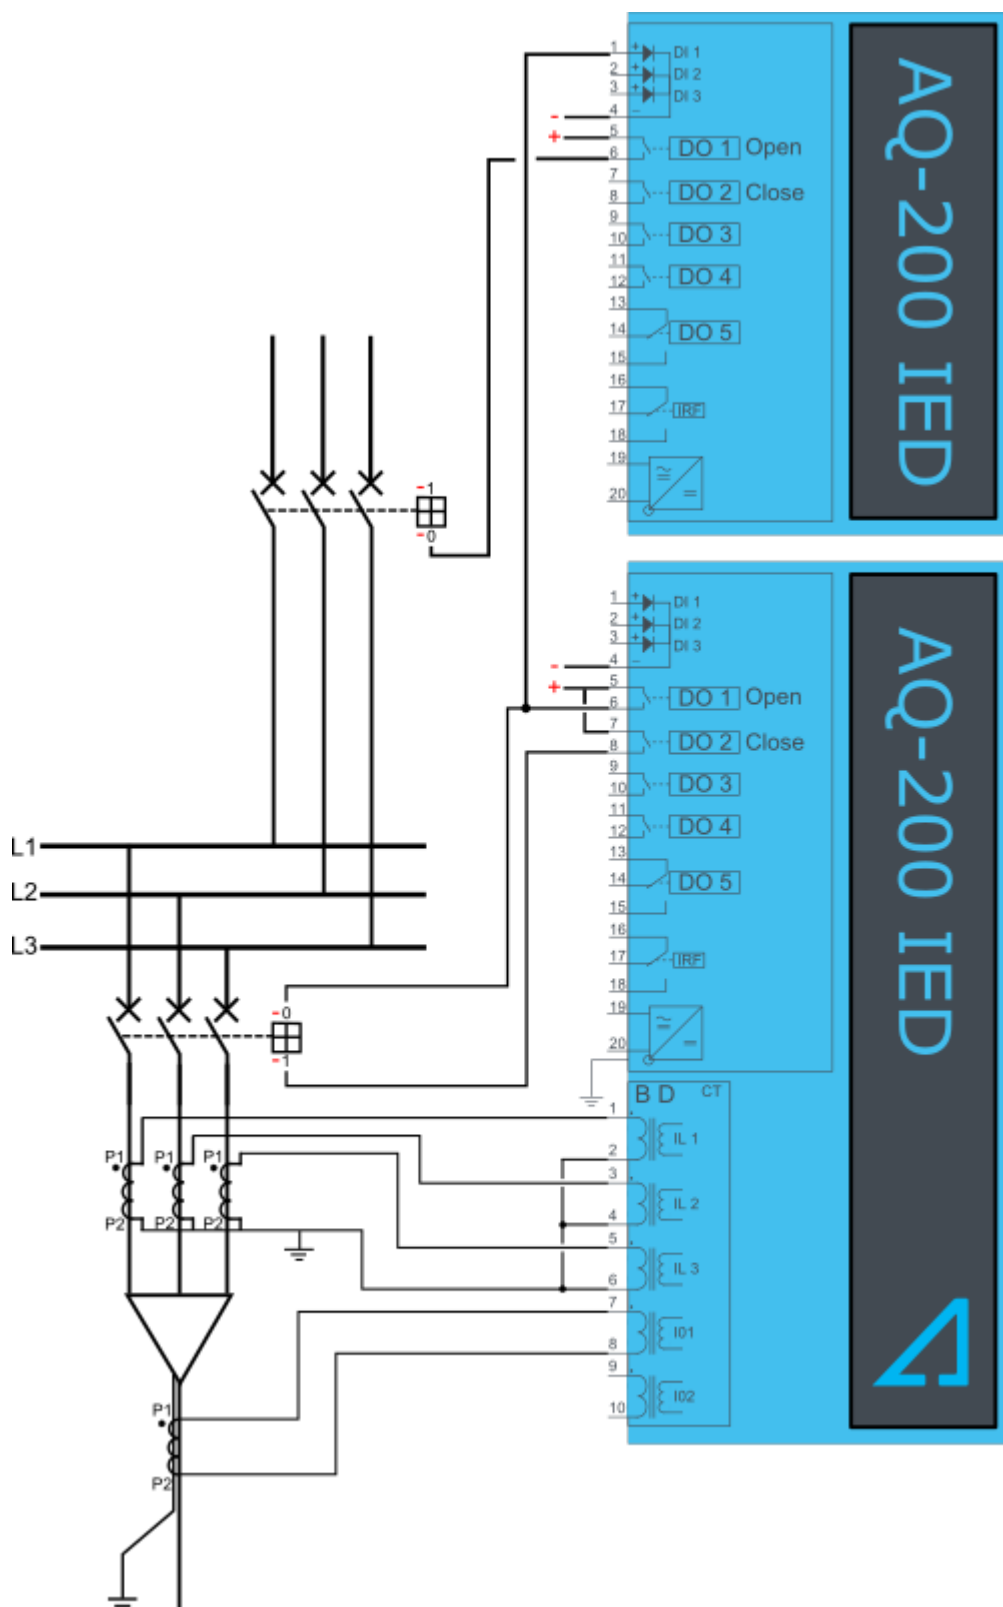 1 + DI 1
2 + DI 2
3 + DI 3
- 4 –
+ 5
6 DO 1 Open
7
8 DO 2 Close
9
10 DO 3
11
12 DO 4
13
14 DO 5
15
16
17 IRF
18
19
20
AQ-200 IED
-1
-0
1 + DI 1
2 + DI 2
3 + DI 3
- 4 –
+ 5
6 DO 1 Open
7
8 DO 2 Close
9
10 DO 3
11
12 DO 4
13
14 DO 5
15
16
17 IRF
18
19
20
AQ-200 IED
L1
L2
L3
-0
-1
B D CT
1
2 IL 1
3
4 IL 2
5
6 IL 3
7
8 I01
9
10 I02
P1 P1 P1
P2 P2 P2
P1
P2